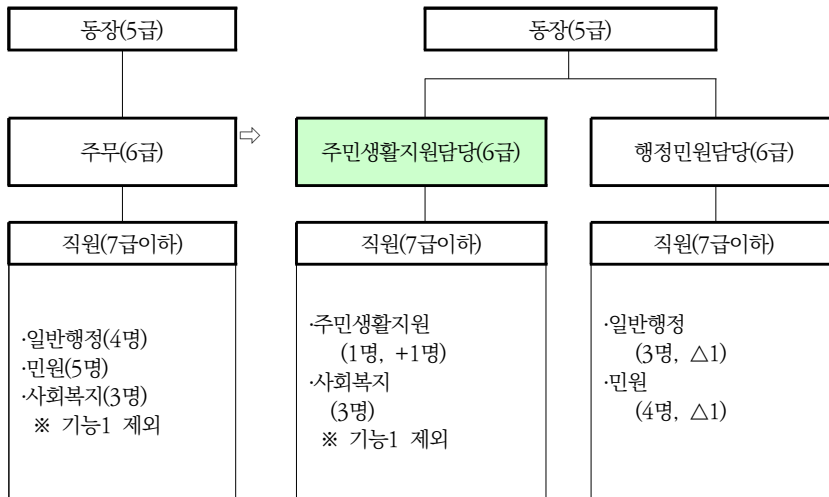 동장(5급)
동장(5급)
주무(6급)
⇨
주민생활지원담당(6급)
행정민원담당(6급)
직원(7급이하)
직원(7급이하)
직원(7급이하)
·일반행정(4명)
·민원(5명)
·사회복지(3명)
※ 기능1 제외
·주민생활지원
(1명, +1명)
·사회복지
(3명)
※ 기능1 제외
·일반행정
(3명, △1)
·민원
(4명, △1)